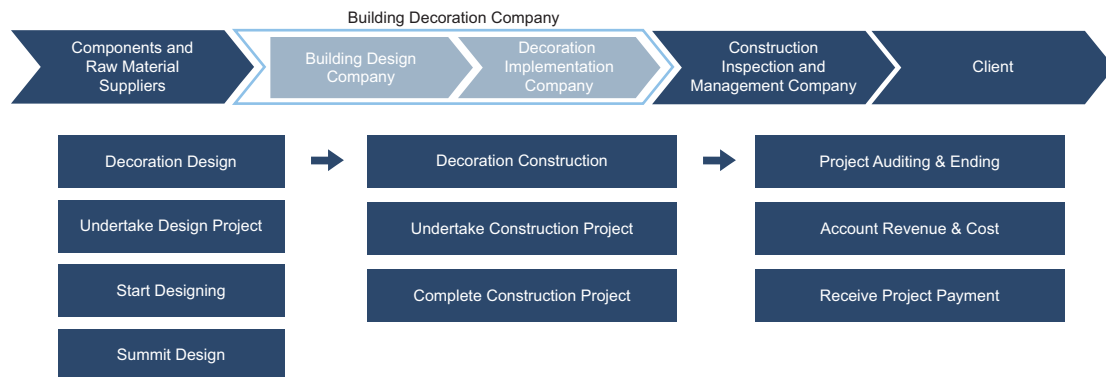 Building Decoration Company
Components and
Raw Material
Suppliers
Building Design
Company
Decoration
Implementation
Company
Construction
Inspection and
Management Company
Client
Decoration Design
Decoration Construction
Project Auditing & Ending
Undertake Design Project
Undertake Construction Project
Account Revenue & Cost
Start Designing
Complete Construction Project
Receive Project Payment
Summit Design